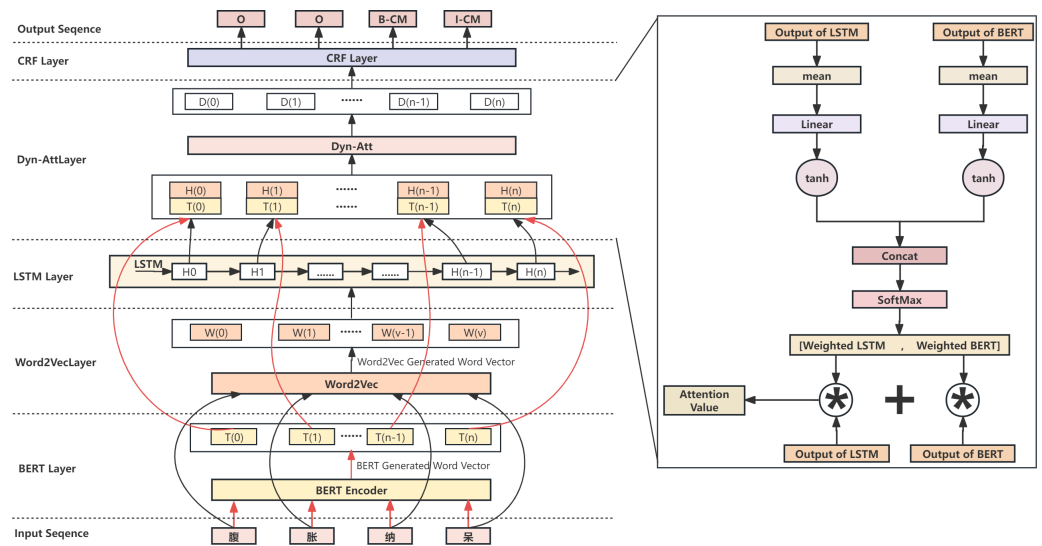 Output Seqence
O O B-CM I-CM
CRF Layer
CRF Layer
D(0) D(1) ...... D(n-1) D(n)
Dyn-AttLayer
Dyn-Att
H(0) H(1) ...... H(n-1) H(n)
T(0) T(1) ...... T(n-1) T(n)
LSTM Layer
LSTM
H0 H1 ...... ...... H(n-1) H(n)
W(0) W(1) ...... W(v-1) W(v)
Word2VecLayer
Word2Vec Generated Word Vector
Word2Vec
T(0) T(1) ...... T(n-1) T(n)
BERT Layer
BERT Generated Word Vector
BERT Encoder
Input Seqence
腹 胀 纳 呆
Output of LSTM Output of BERT
mean mean
Linear Linear
tanh tanh
Concat
SoftMax
[Weighted LSTM , Weighted BERT]
Attention
Value
* + *
Output of LSTM Output of BERT